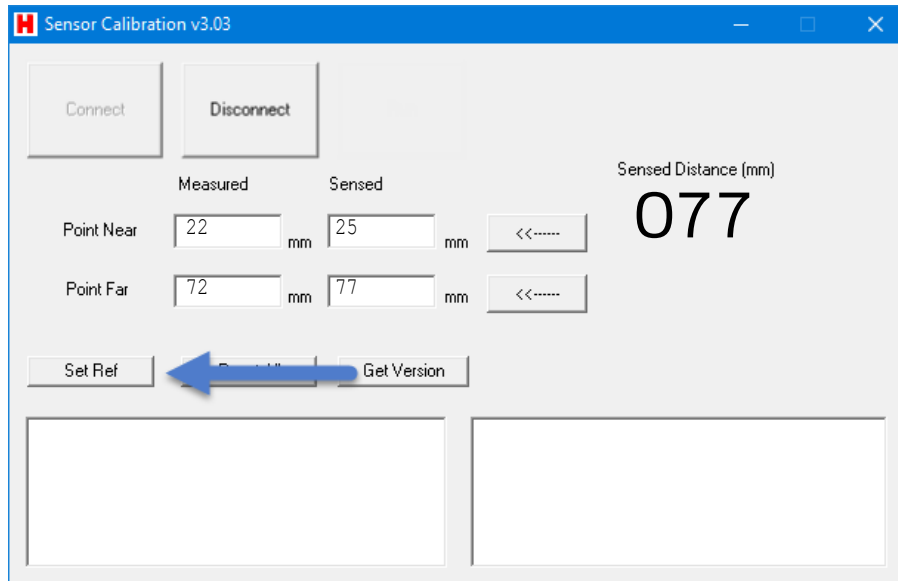 H Sensor Calibration v3.03
Connect Disconnect
Sensed Distance (mm)
077
Measured Sensed
Point Near 22 mm 25 mm <<------
Point Far 72 mm 77 mm <<------
Set Ref Get Version